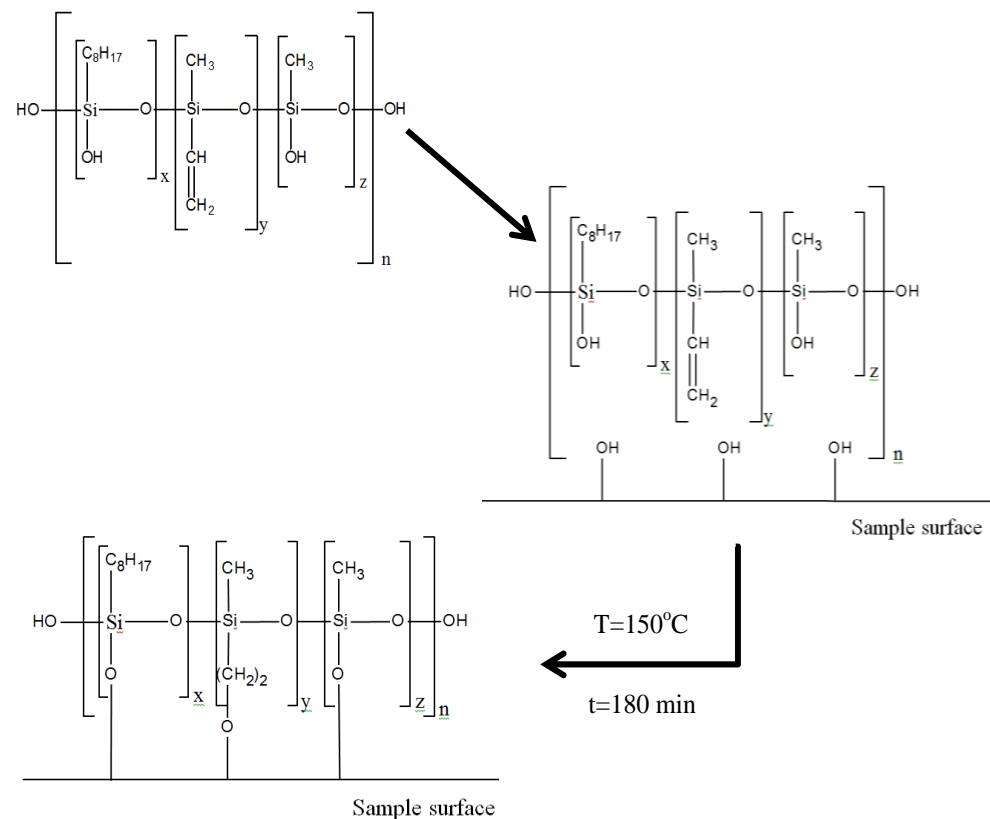 C8H17 CH3 CH3
HO Si O Si O Si O OH
OH CH OH
x z
CH2
y
n
C8H17 CH3 CH3
HO Si O Si O Si O OH
OH CH OH
x z
CH2
y
OH OH OH
n
Sample surface
T=150°C
t=180 min
C8H17 CH3 CH3
HO Si O Si O Si O OH
O (CH2)2 O
x y z n
O
Sample surface